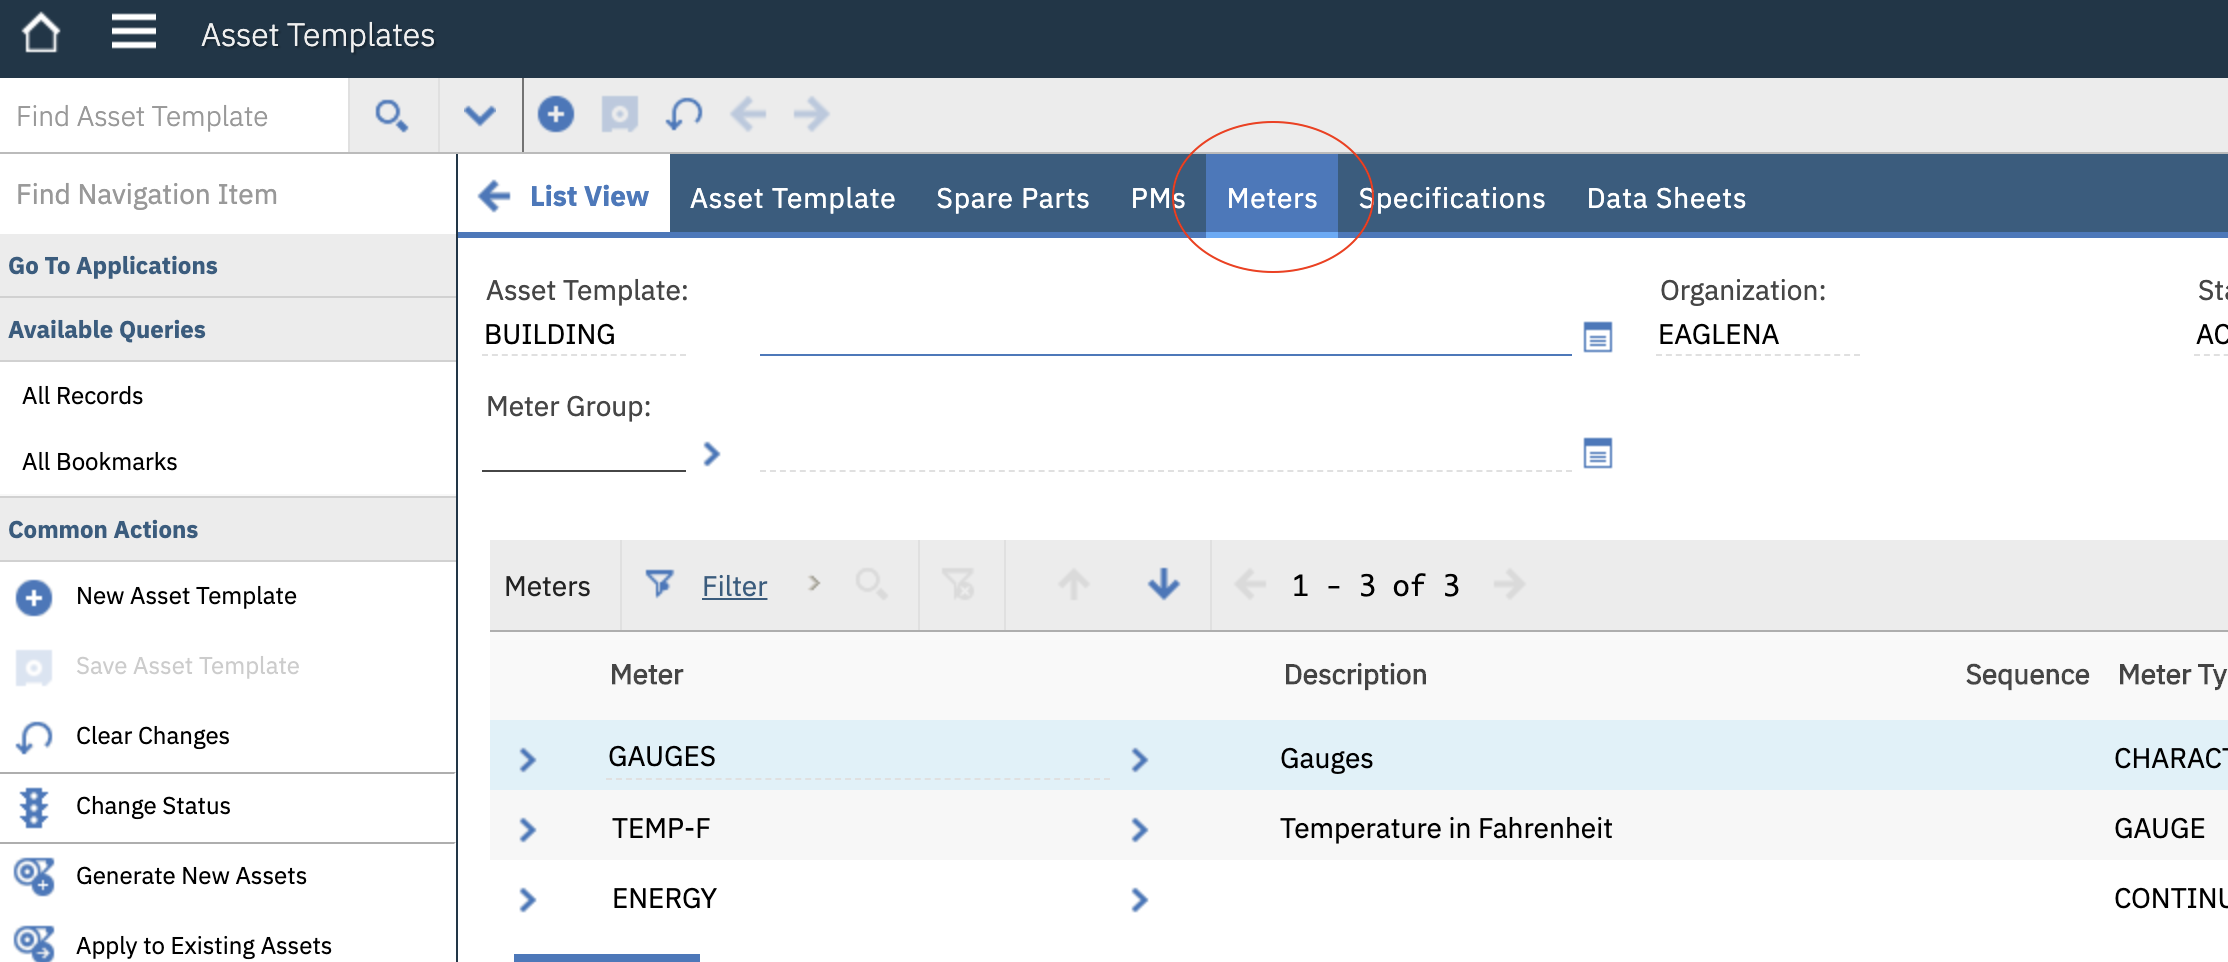 Asset Templates
Find Asset Template
Find Navigation Item
Go To Applications
Available Queries
All Records
All Bookmarks
Common Actions
New Asset Template
Save Asset Template
Clear Changes
Change Status
Generate New Assets
Apply to Existing Assets
List View Asset Template Spare Parts PMs Meters Specifications Data Sheets
Asset Template: Organization: Sta
BUILDING EAGLENA AC
Meter Group:
Meters Filter 1 - 3 of 3
Meter Description Sequence Meter Ty
GAUGES Gauges CHARACT
TEMP-F Temperature in Fahrenheit GAUGE
ENERGY CONTINU